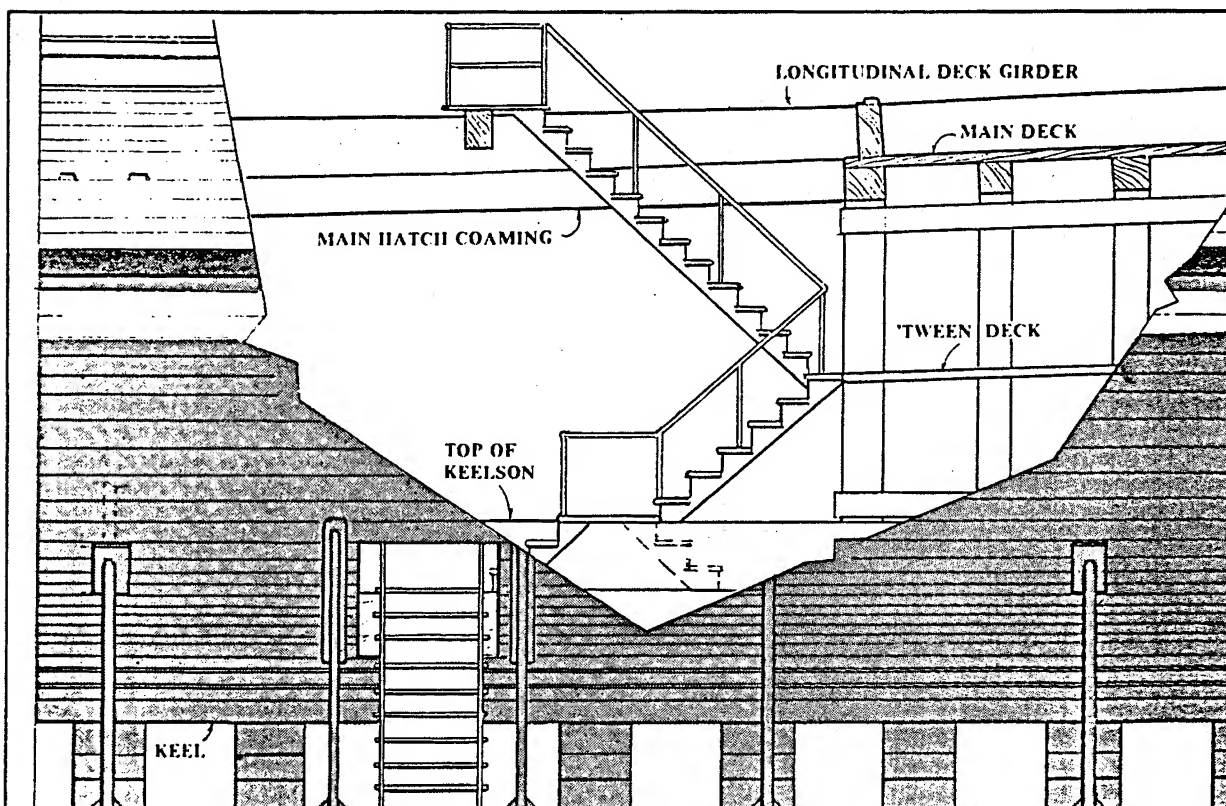 LONGITUDINAL DECK GIRDER
MAIN DECK
MAIN HATCH COAMING
'TWEEN DECK
TOP OF
KEELSON
KEEL